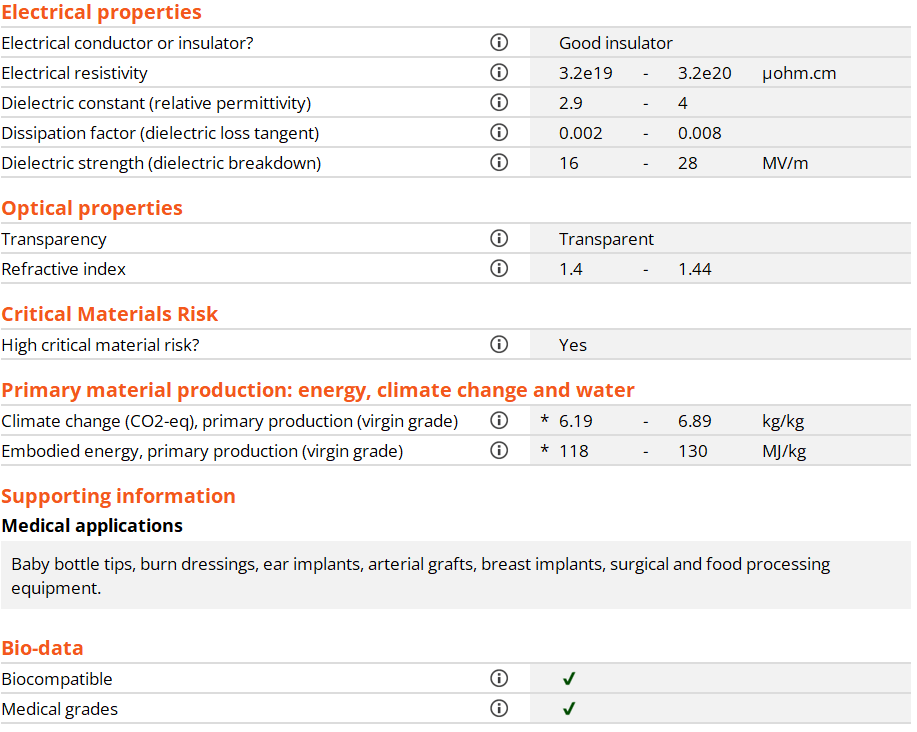 Electrical properties
Electrical conductor or insulator? Good insulator
Electrical resistivity 3.2e19 - 3.2e20 µohm.cm
Dielectric constant (relative permittivity) 2.9 - 4
Dissipation factor (dielectric loss tangent) 0.002 - 0.008
Dielectric strength (dielectric breakdown) 16 - 28 MV/m
Optical properties
Transparency Transparent
Refractive index 1.4 - 1.44
Critical Materials Risk
High critical material risk? Yes
Primary material production: energy, climate change and water
Climate change (CO2-eq), primary production (virgin grade) * 6.19 - 6.89 kg/kg
Embodied energy, primary production (virgin grade) * 118 - 130 MJ/kg
Supporting information
Medical applications
Baby bottle tips, burn dressings, ear implants, arterial grafts, breast implants, surgical and food processing
equipment.
Bio-data
Biocompatible ✓
Medical grades ✓